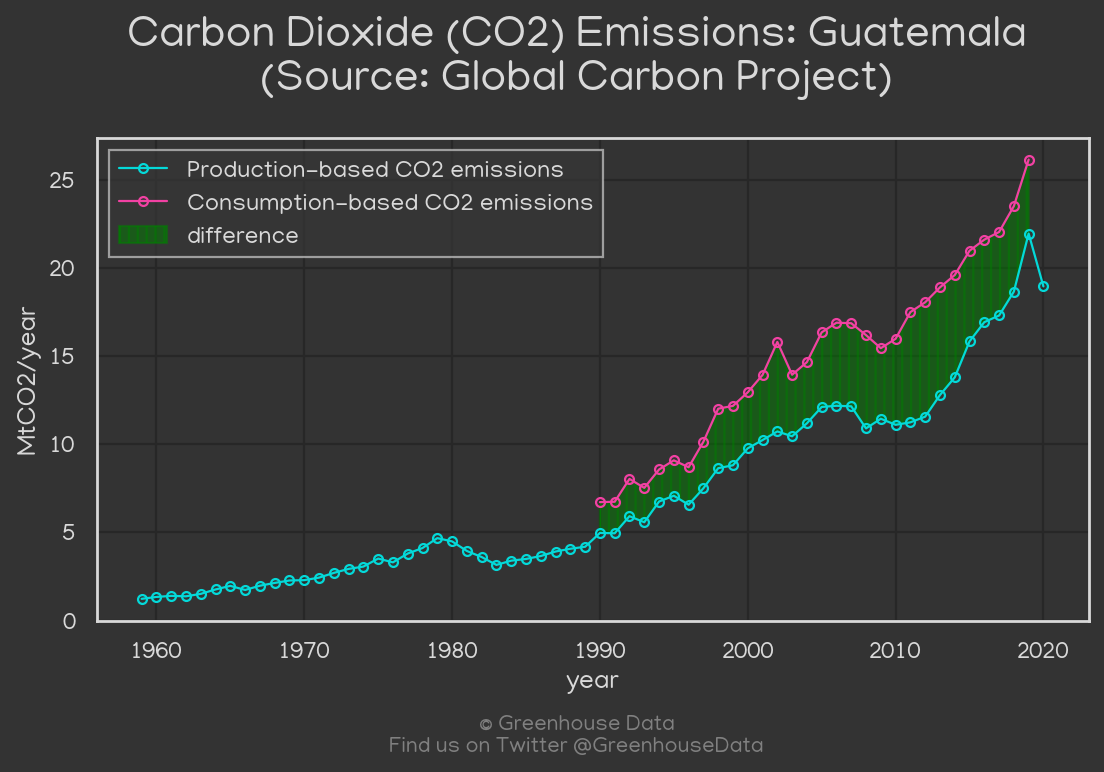 Carbon Dioxide (CO2) Emissions: Guatemala
(Source: Global Carbon Project)
Production-based CO2 emissions
Consumption-based CO2 emissions
difference
MtCO2/year
25
20
15
10
5
0
1960 1970 1980 1990 2000 2010 2020
year
© Greenhouse Data
Find us on Twitter @GreenhouseData